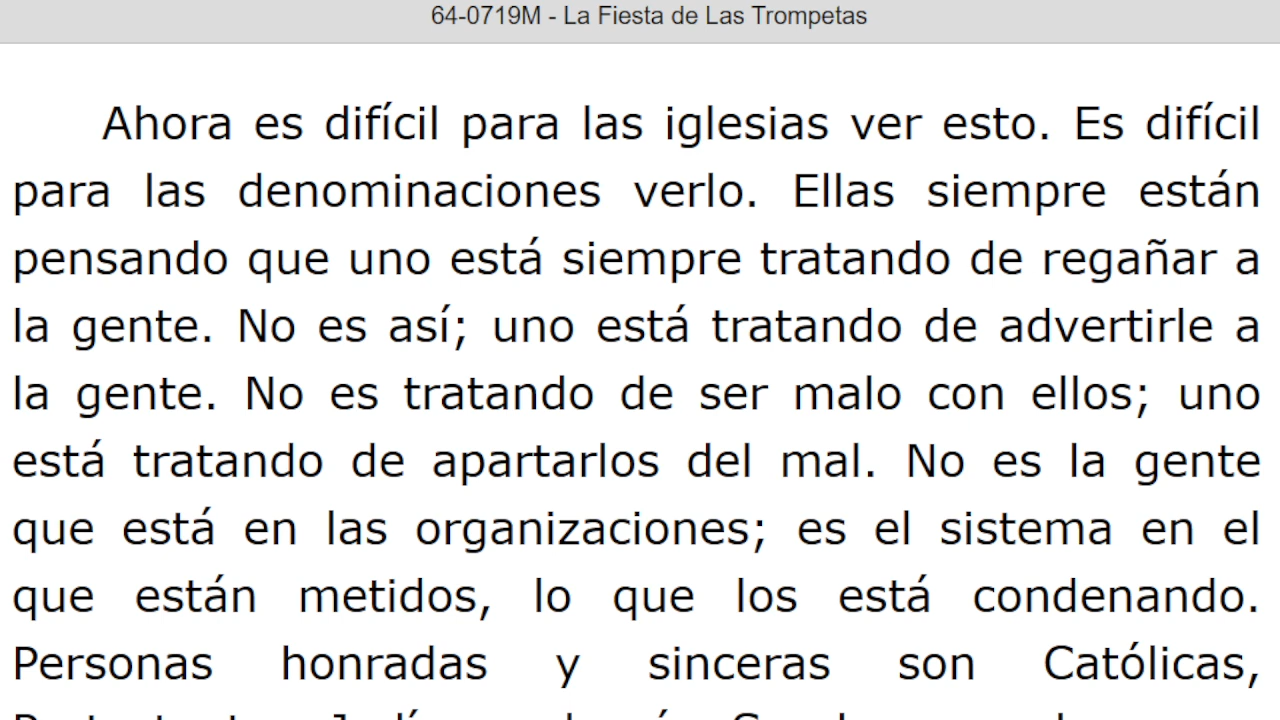 64-0719M - La Fiesta de Las Trompetas
Ahora es difícil para las iglesias ver esto. Es difícil
para las denominaciones verlo. Ellas siempre están
pensando que uno está siempre tratando de regañar a
la gente. No es así; uno está tratando de advertirle a
la gente. No es tratando de ser malo con ellos; uno
está tratando de apartarlos del mal. No es la gente
que está en las organizaciones; es el sistema en el
que están metidos, lo que los está condenando.
Personas honradas y sinceras son Católicas,